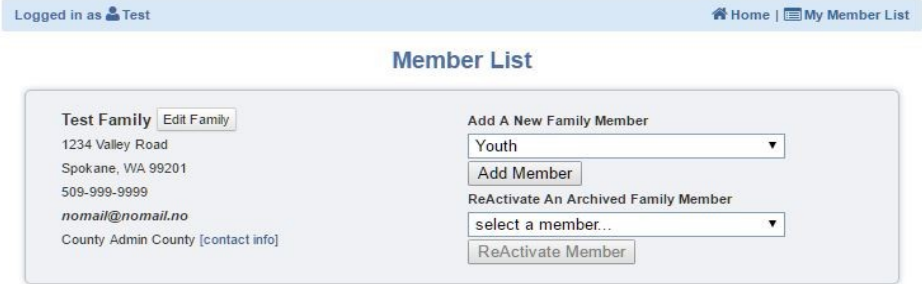 Logged in as Test
Home | My Member List
Member List
Test Family Edit Family
1234 Valley Road
Spokane, WA 99201
509-999-9999
nomail@nomail.no
County Admin County [contact info]
Add A New Family Member
Youth
Add Member
ReActivate An Archived Family Member
select a member...
ReActivate Member